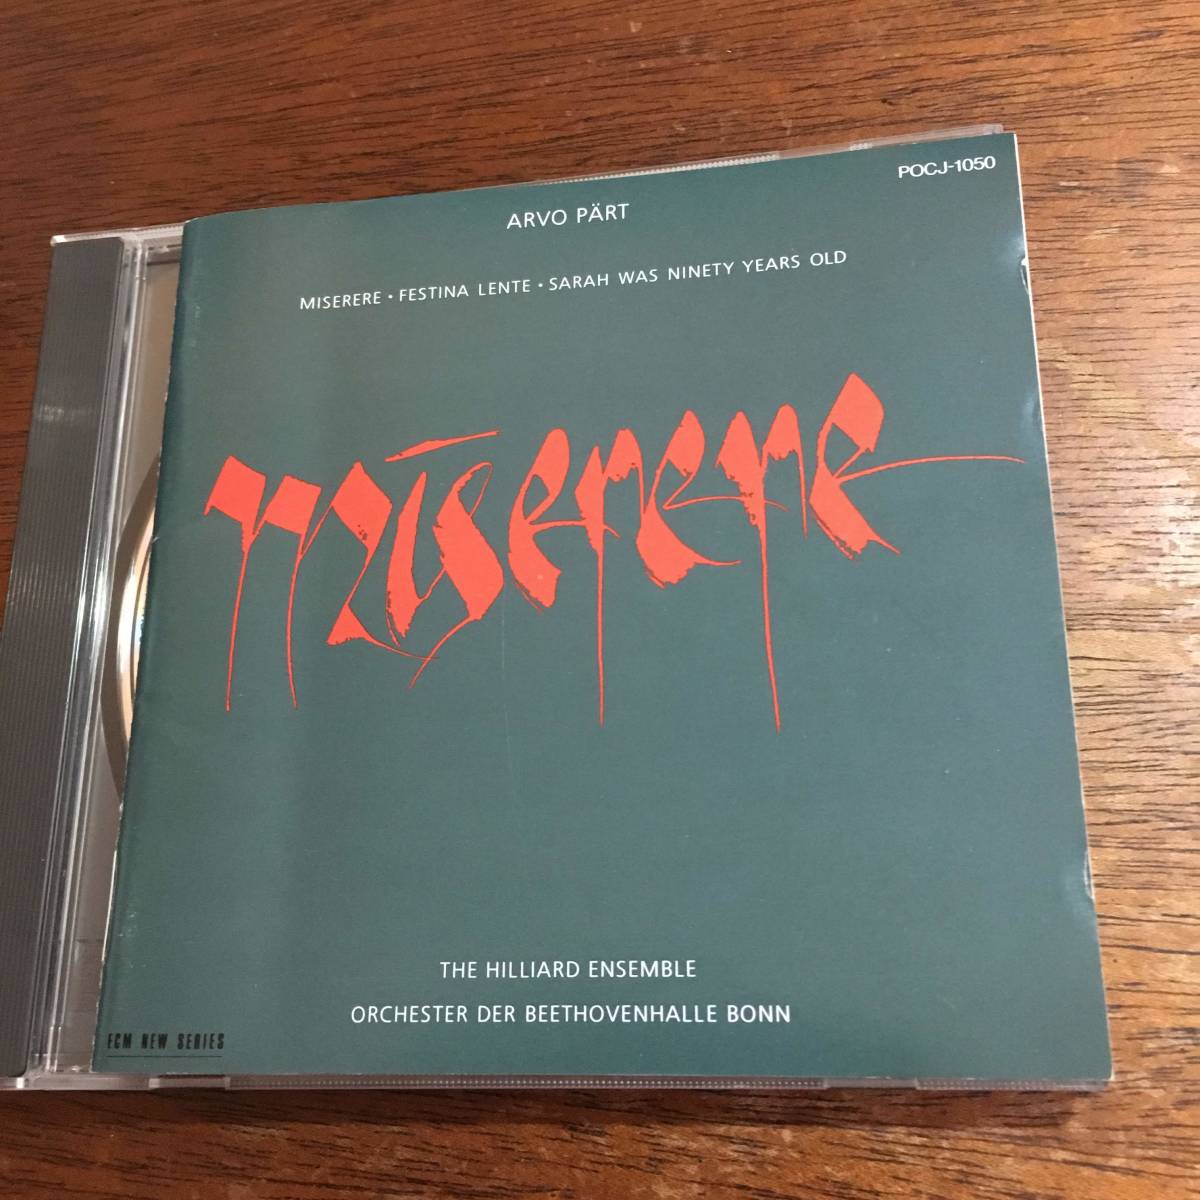 POCJ-1050
ARVO PÄRT
MISERERE • FESTINA LENTE • SARAH WAS NINETY YEARS OLD
miserere
THE HILLIARD ENSEMBLE
ORCHESTER DER BEETHOVENHALLE BONN
ECM NEW SERIES